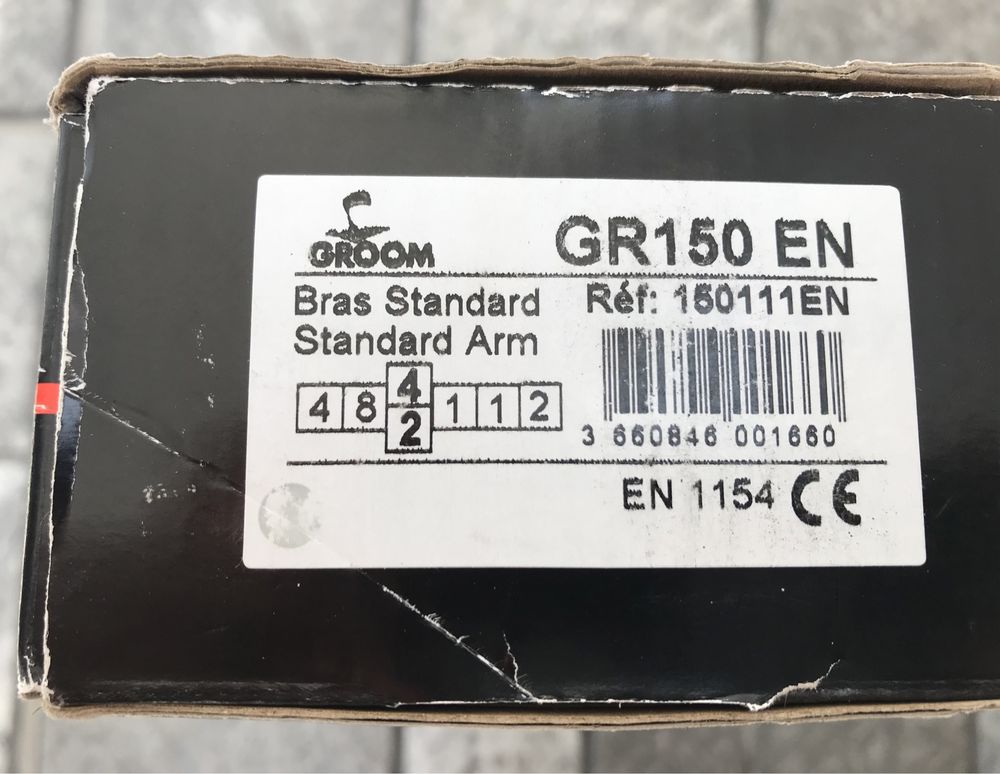 GROOM
GR150 EN
Bras Standard
Réf: 150111EN
Standard Arm
4 8 4 1 1 2
2
3 660846 001660
EN 1154 CE